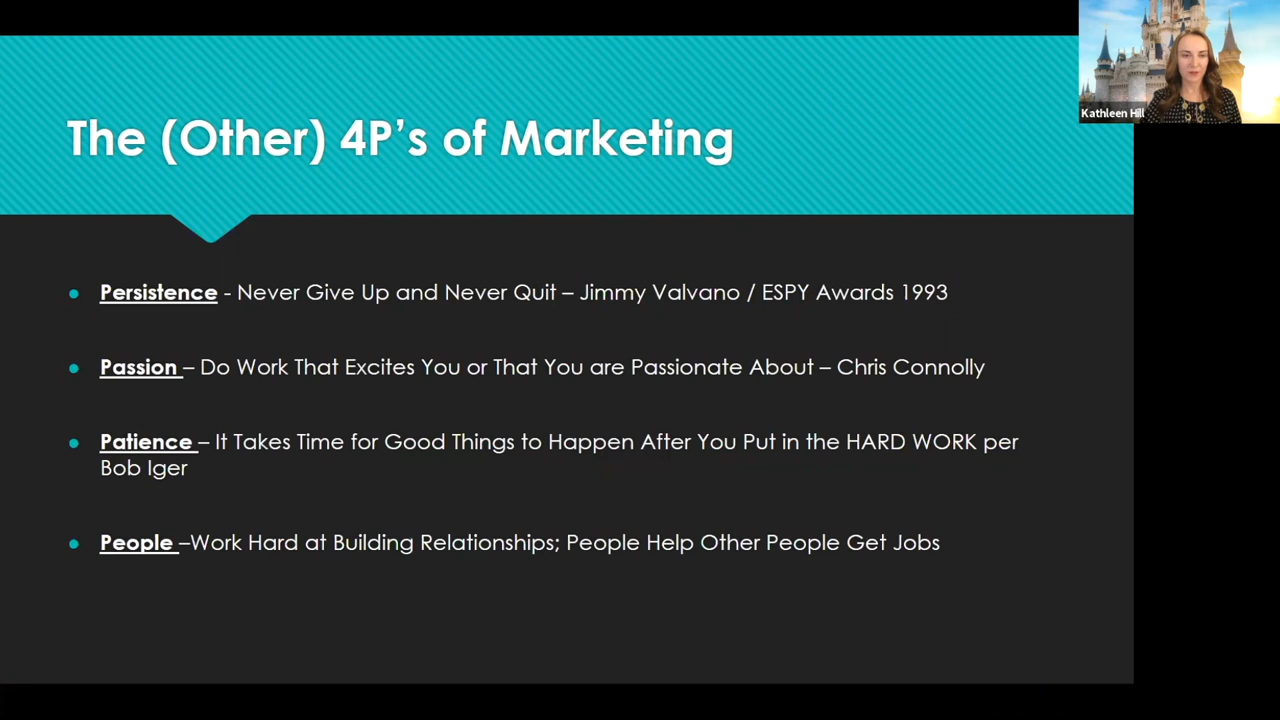 Kathleen Hill
The (Other) 4P’s of Marketing
● Persistence - Never Give Up and Never Quit – Jimmy Valvano / ESPY Awards 1993
● Passion – Do Work That Excites You or That You are Passionate About – Chris Connolly
● Patience – It Takes Time for Good Things to Happen After You Put in the HARD WORK per
Bob Iger
● People –Work Hard at Building Relationships; People Help Other People Get Jobs